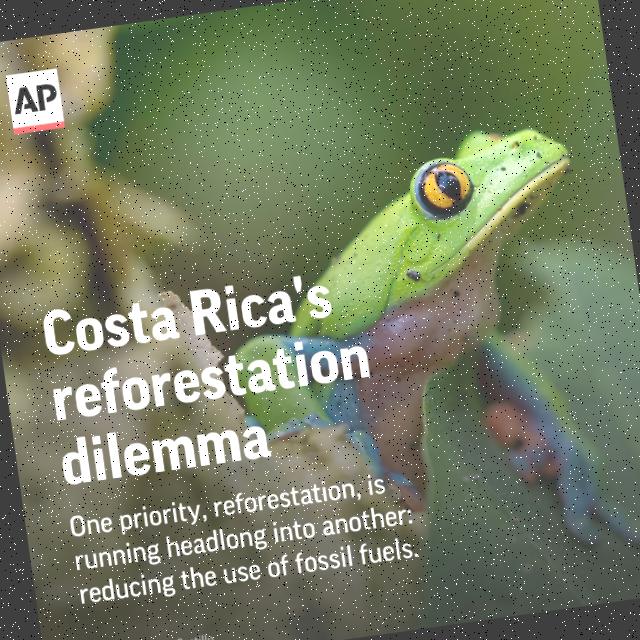 AP
Costa Rica's
reforestation
dilemma
One priority, reforestation, is
running headlong into another:
reducing the use of fossil fuels.